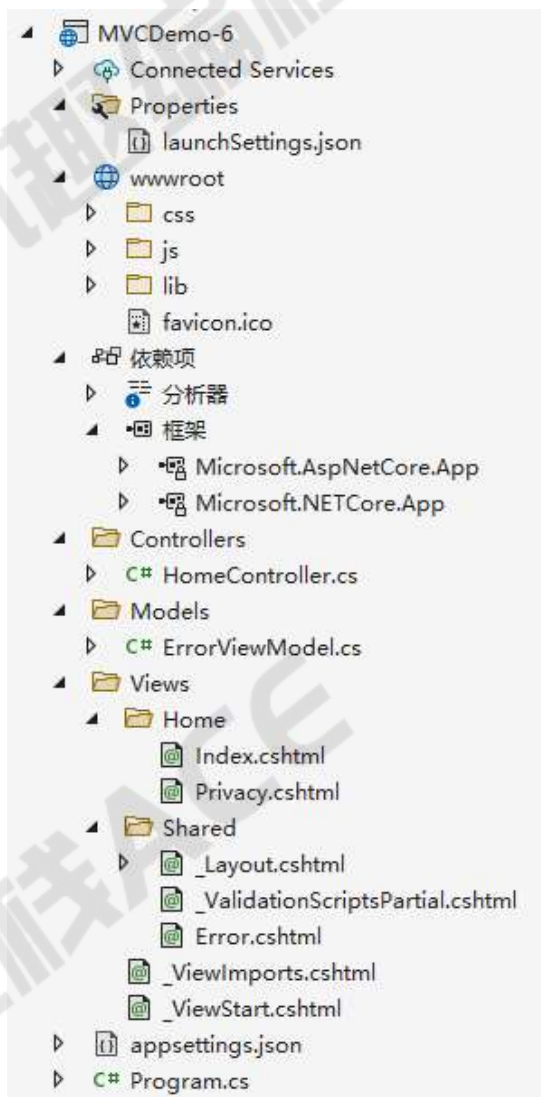 MVCDemo-6
Connected Services
Properties
launchSettings.json
wwwroot
css
js
lib
favicon.ico
依赖项
分析器
框架
Microsoft.AspNetCore.App
Microsoft.NETCore.App
Controllers
C# HomeController.cs
Models
C# ErrorViewModel.cs
Views
Home
Index.cshtml
Privacy.cshtml
Shared
_Layout.cshtml
_ValidationScriptsPartial.cshtml
Error.cshtml
_ViewImports.cshtml
_ViewStart.cshtml
appsettings.json
C# Program.cs